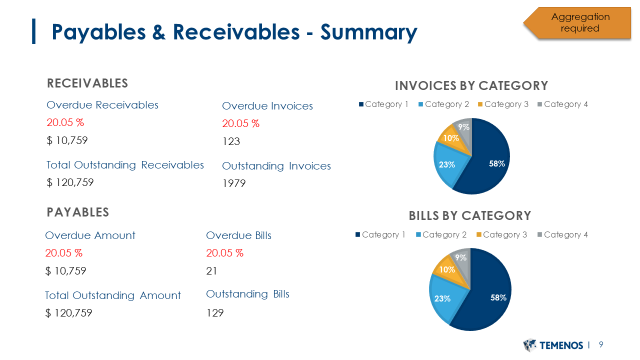 Payables & Receivables - Summary
Aggregation
required
RECEIVABLES
Overdue Receivables
20.05 %
$ 10,759
Total Outstanding Receivables
$ 120,759
Overdue Invoices
20.05 %
123
Outstanding Invoices
1979
INVOICES BY CATEGORY
Category 1 Category 2 Category 3 Category 4
9%
10%
23%
58%
PAYABLES
Overdue Amount
20.05 %
$ 10,759
Total Outstanding Amount
$ 120,759
Overdue Bills
20.05 %
21
Outstanding Bills
129
BILLS BY CATEGORY
Category 1 Category 2 Category 3 Category 4
9%
10%
23%
58%
TEMENOS | 9